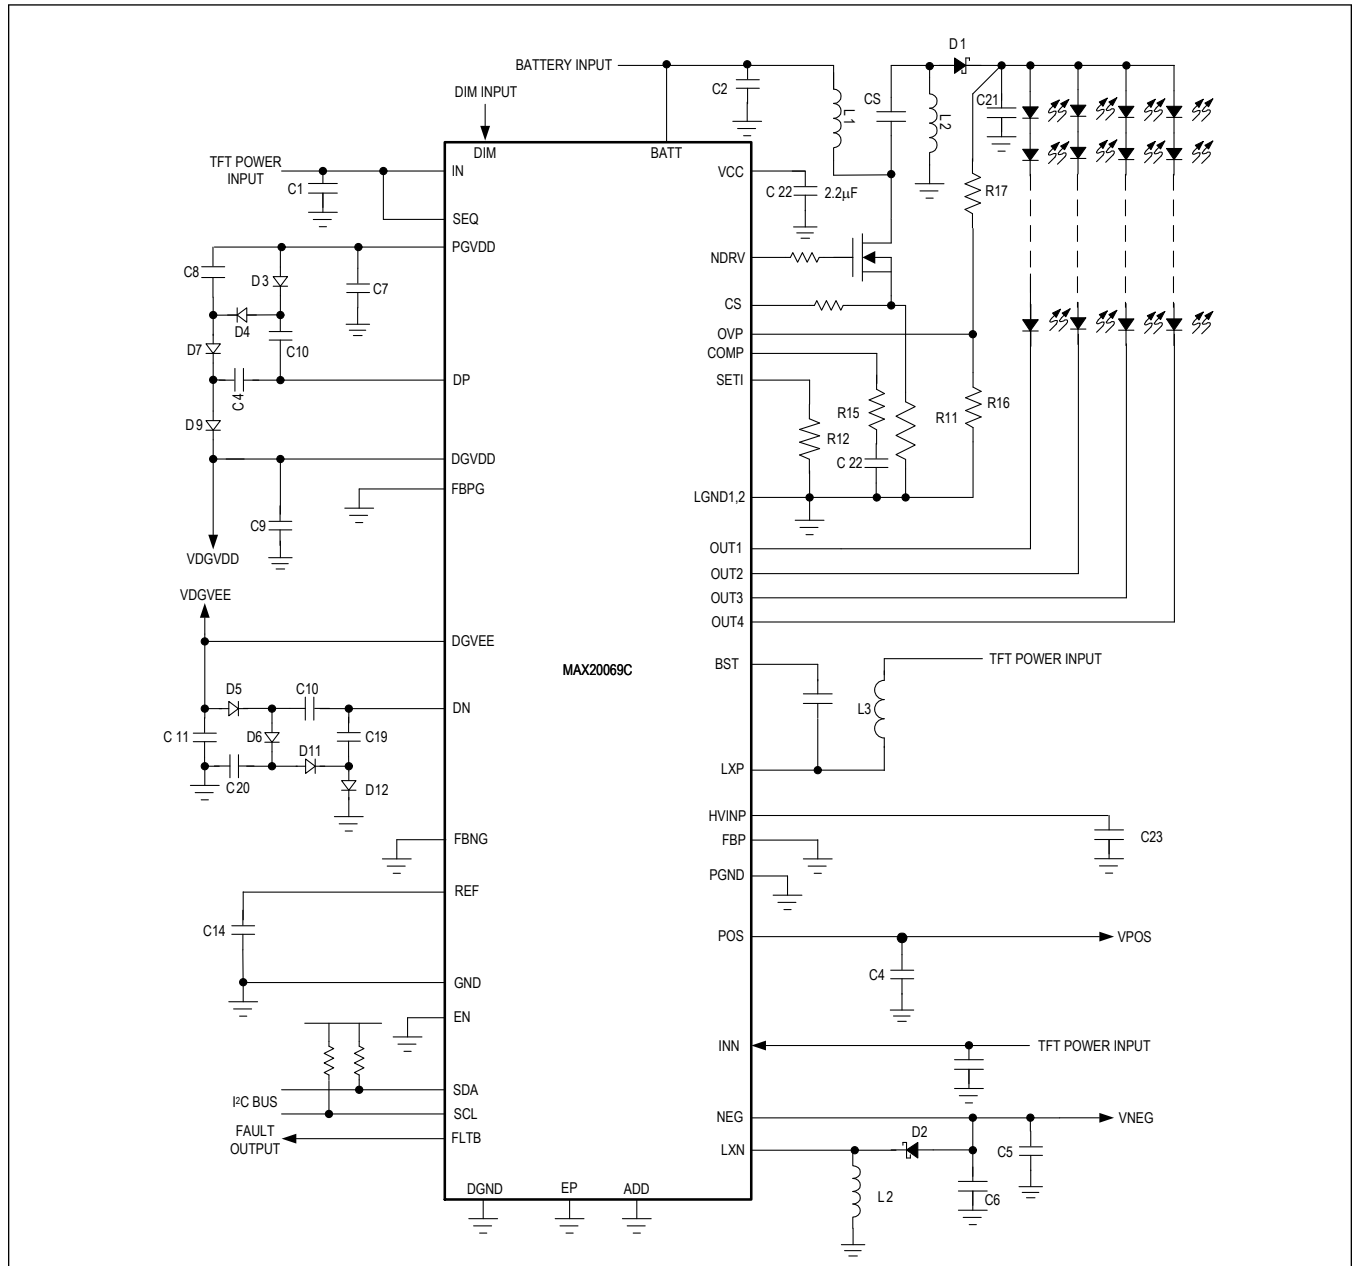 D1
BATTERY INPUT
C2
DIM INPUT
CS
L1
L2
C21
DIM
BATT
TFT POWER
INPUT
IN
VCC
C1
C 22
2.2µF
R17
SEQ
PGVDD
NDRV
C8
D3
C7
CS
D4
OVP
D7
C10
COMP
DP
SETI
C4
R15
R11
R16
D9
R12
C 22
DGVDD
FBPG
LGND1,2
C9
OUT1
VDGVDD
OUT2
VDGVEE
OUT3
OUT4
DGVEE
MAX20069C
BST
TFT POWER INPUT
D5
C10
DN
L3
C 11
D6
C19
D11
LXP
C20
D12
HVINP
FBNG
FBP
C23
PGND
REF
C14
POS
VPOS
C4
GND
EN
INN
TFT POWER INPUT
SDA
I²C BUS
SCL
NEG
VNEG
FAULT
OUTPUT
FLTB
D2
LXN
C5
DGND
EP
ADD
L2
C6